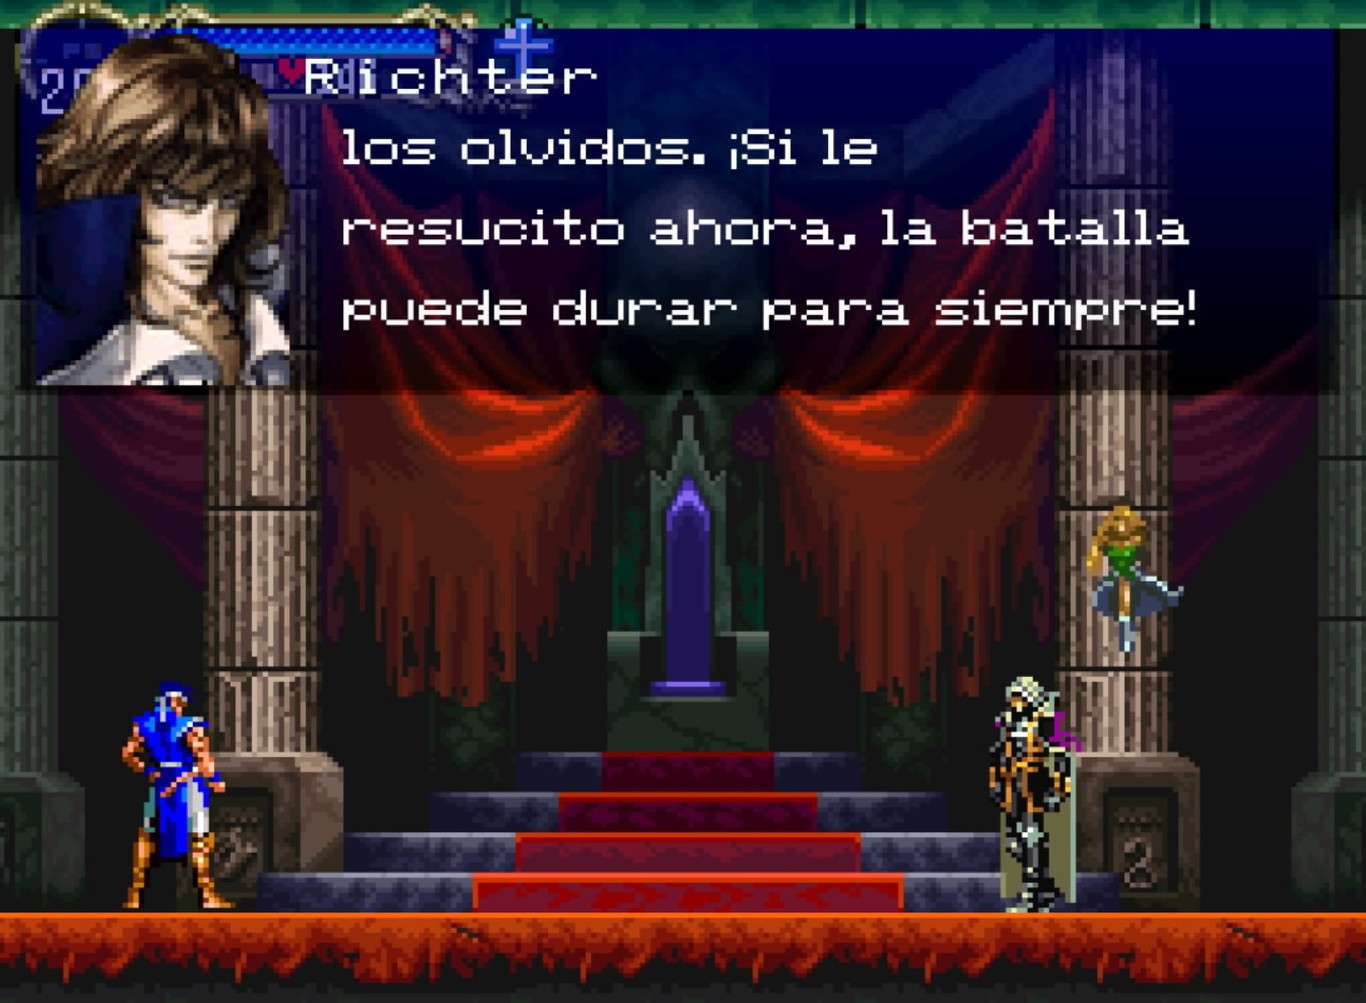 Richter
los olvidos. ¡Si le
resucito ahora, la batalla
puede durar para siempre!